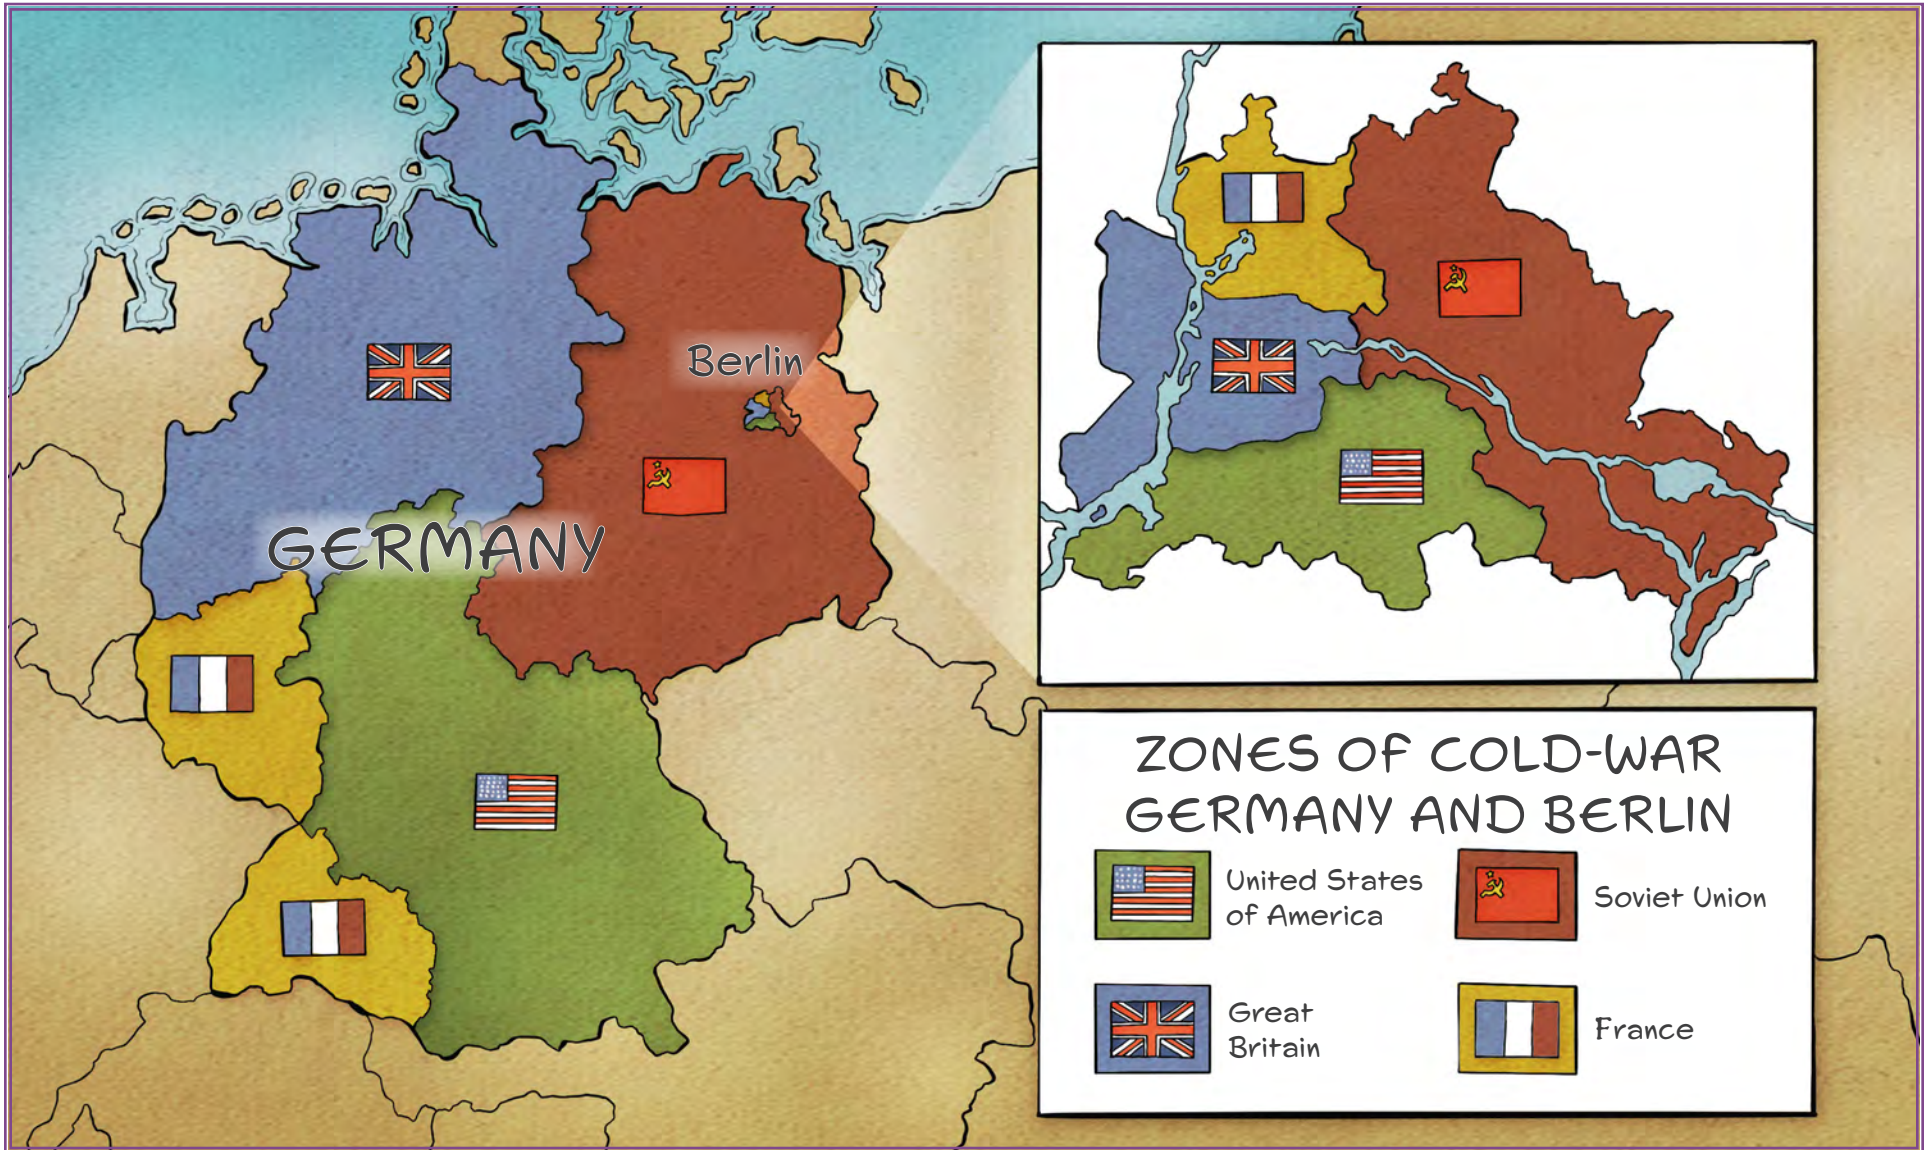 Berlin
GERMANY
ZONES OF COLD-WAR
GERMANY AND BERLIN
United States
of America
Soviet Union
Great
Britain
France